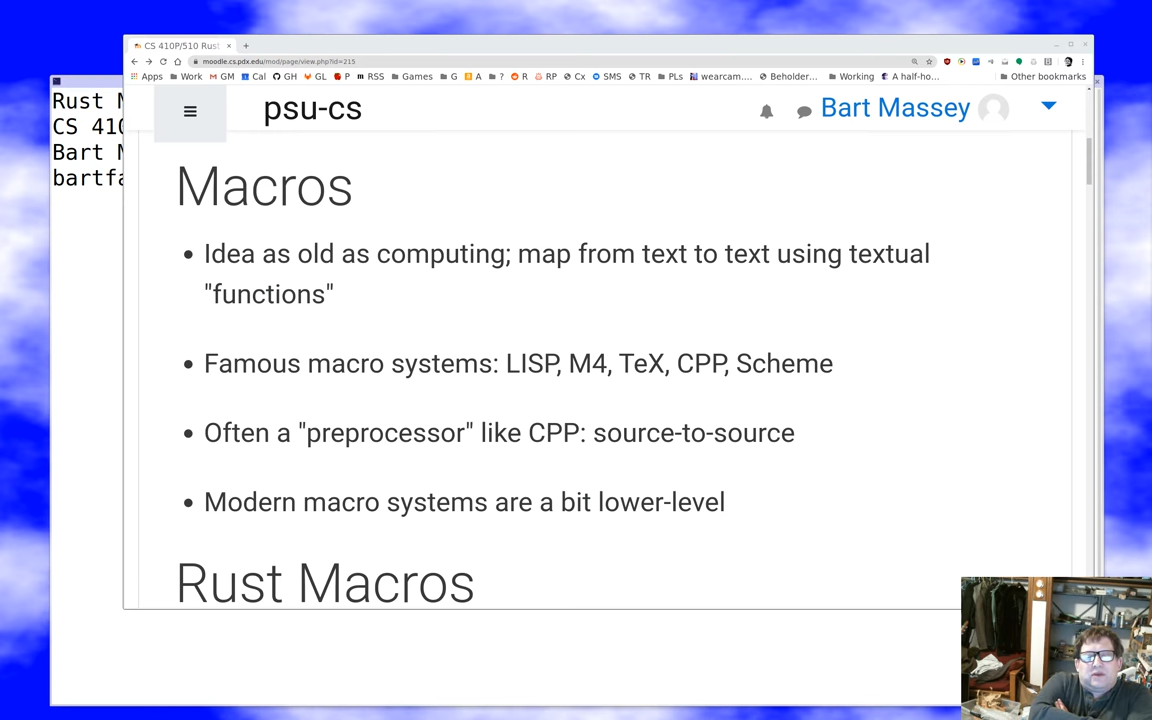 CS 410P/510 Rust
moodle.cs.pdx.edu/mod/page/view.php?id=215
Apps Work GM Cal GH GL P RSS Games G A ? R RP Cx SMS TR PLs wearcam.... Beholder... Working A half-ho... Other bookmarks
psu-cs
Bart Massey
Rust
CS 410
Bart
bartfa
Macros
• Idea as old as computing; map from text to text using textual
"functions"
• Famous macro systems: LISP, M4, TeX, CPP, Scheme
• Often a "preprocessor" like CPP: source-to-source
• Modern macro systems are a bit lower-level
Rust Macros